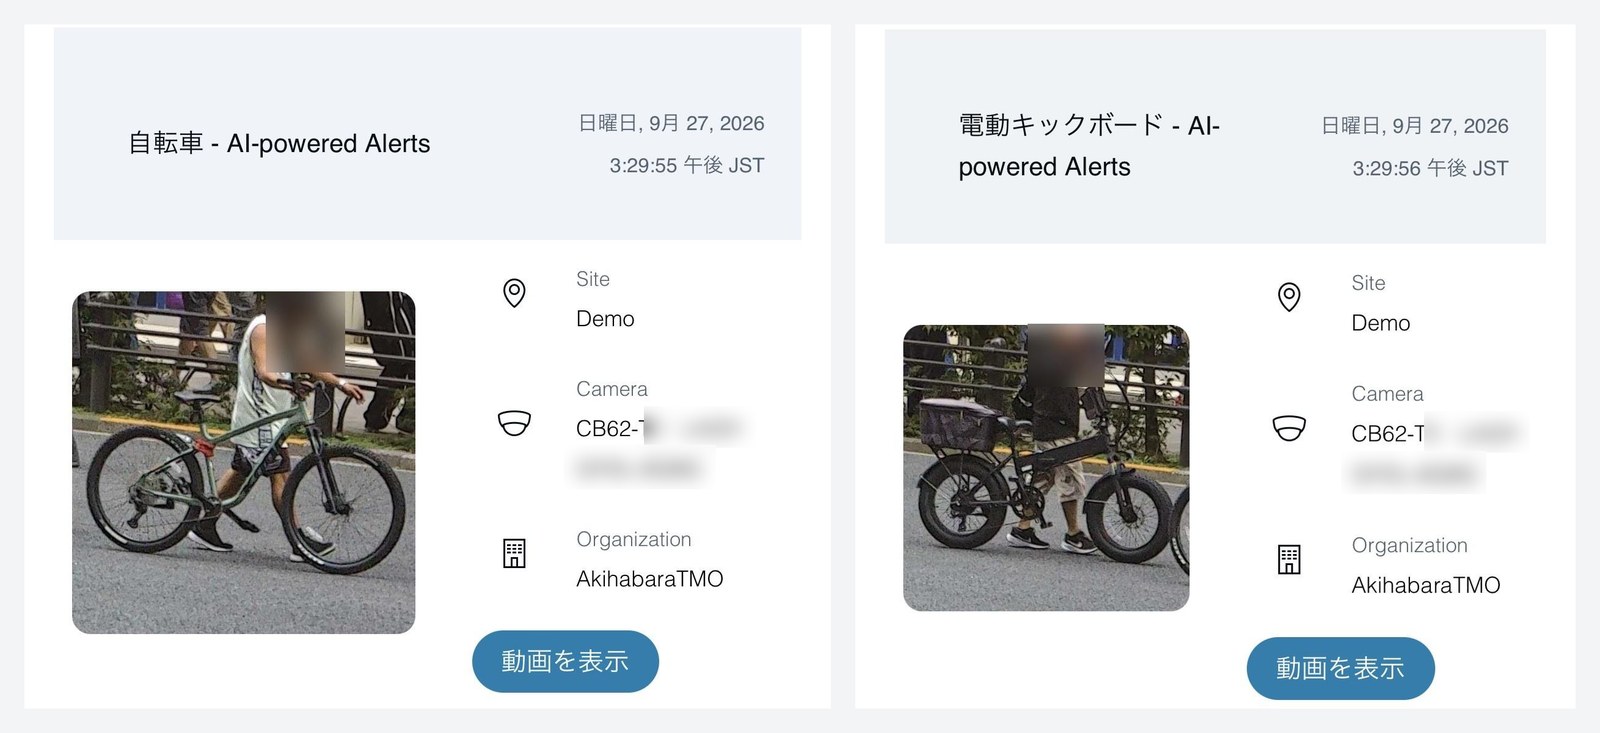 自転車 - AI-powered Alerts
日曜日, 9月 27, 2026
3:29:55 午後 JST
Site
Demo
Camera
CB62-T
Organization
AkihabaraTMO
動画を表示
電動キックボード - AI-
powered Alerts
日曜日, 9月 27, 2026
3:29:56 午後 JST
Site
Demo
Camera
CB62-T
Organization
AkihabaraTMO
動画を表示